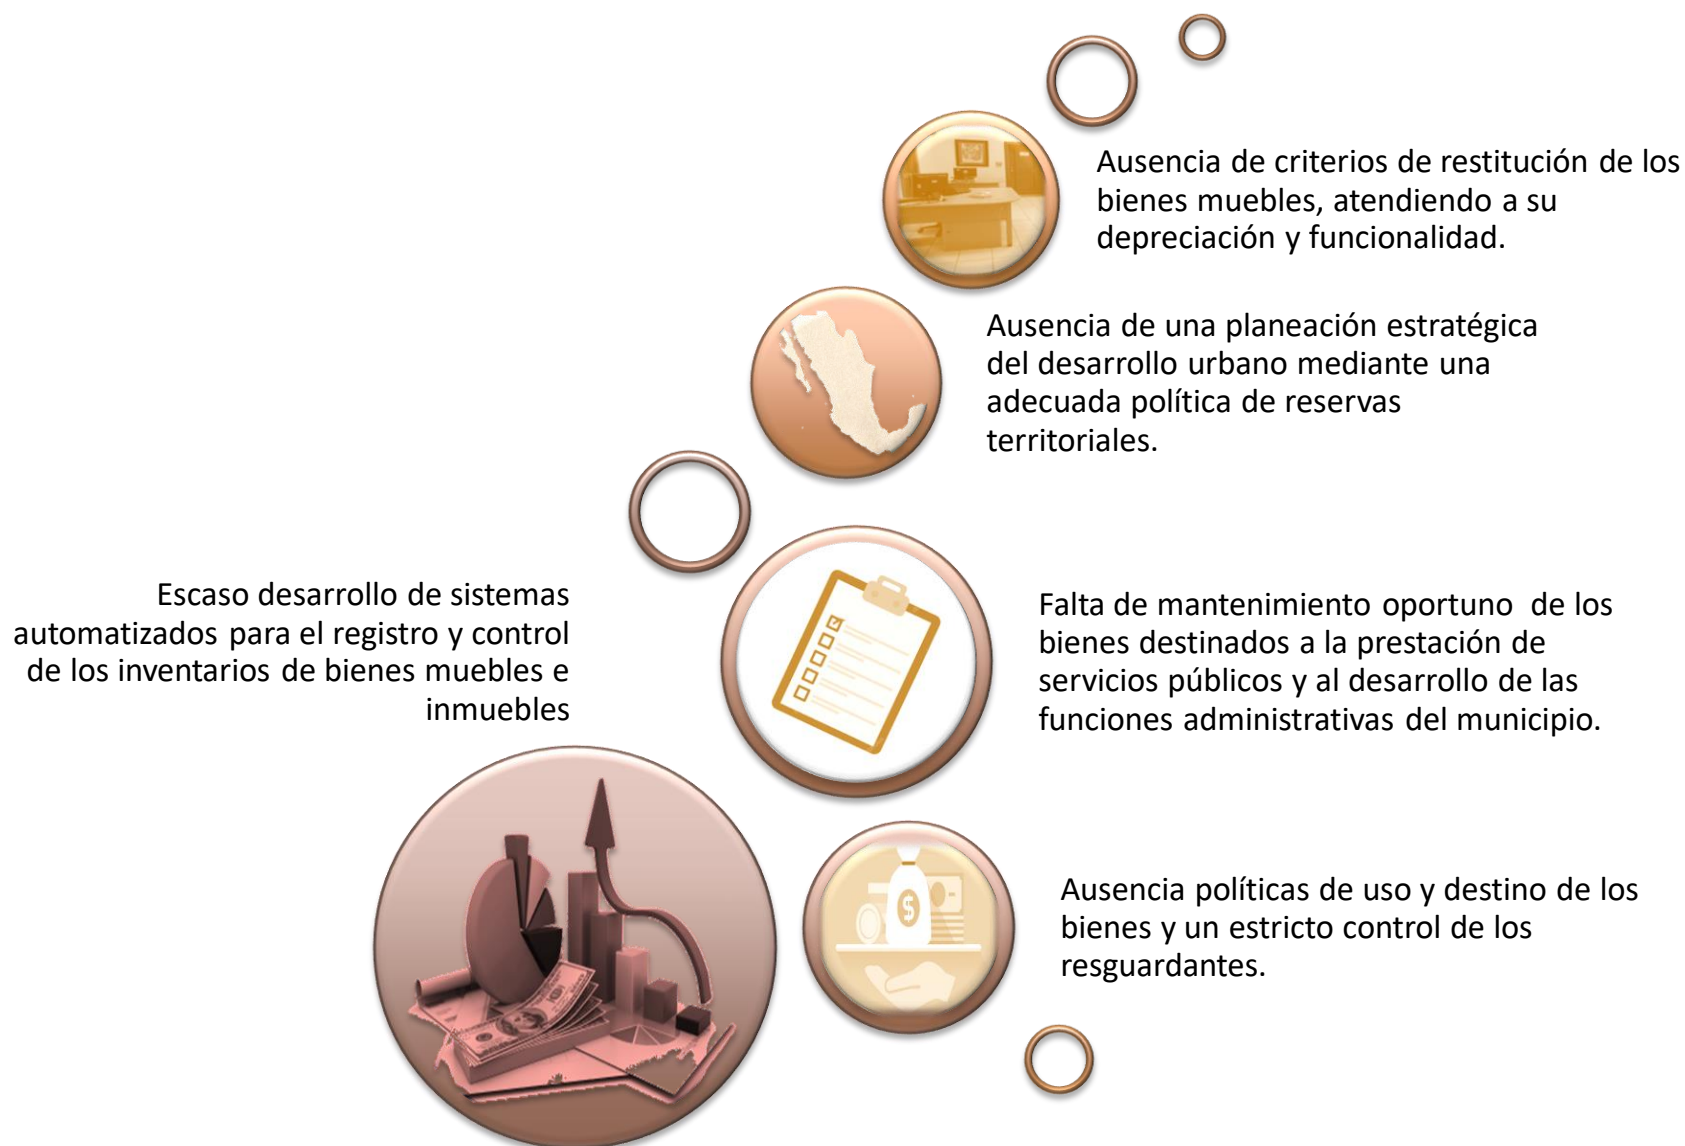 Ausencia de criterios de restitución de los
bienes muebles, atendiendo a su
depreciación y funcionalidad.
Ausencia de una planeación estratégica
del desarrollo urbano mediante una
adecuada política de reservas
territoriales.
Escaso desarrollo de sistemas
automatizados para el registro y control
de los inventarios de bienes muebles e
inmuebles
Falta de mantenimiento oportuno de los
bienes destinados a la prestación de
servicios públicos y al desarrollo de las
funciones administrativas del municipio.
Ausencia políticas de uso y destino de los
bienes y un estricto control de los
resguardantes.
$